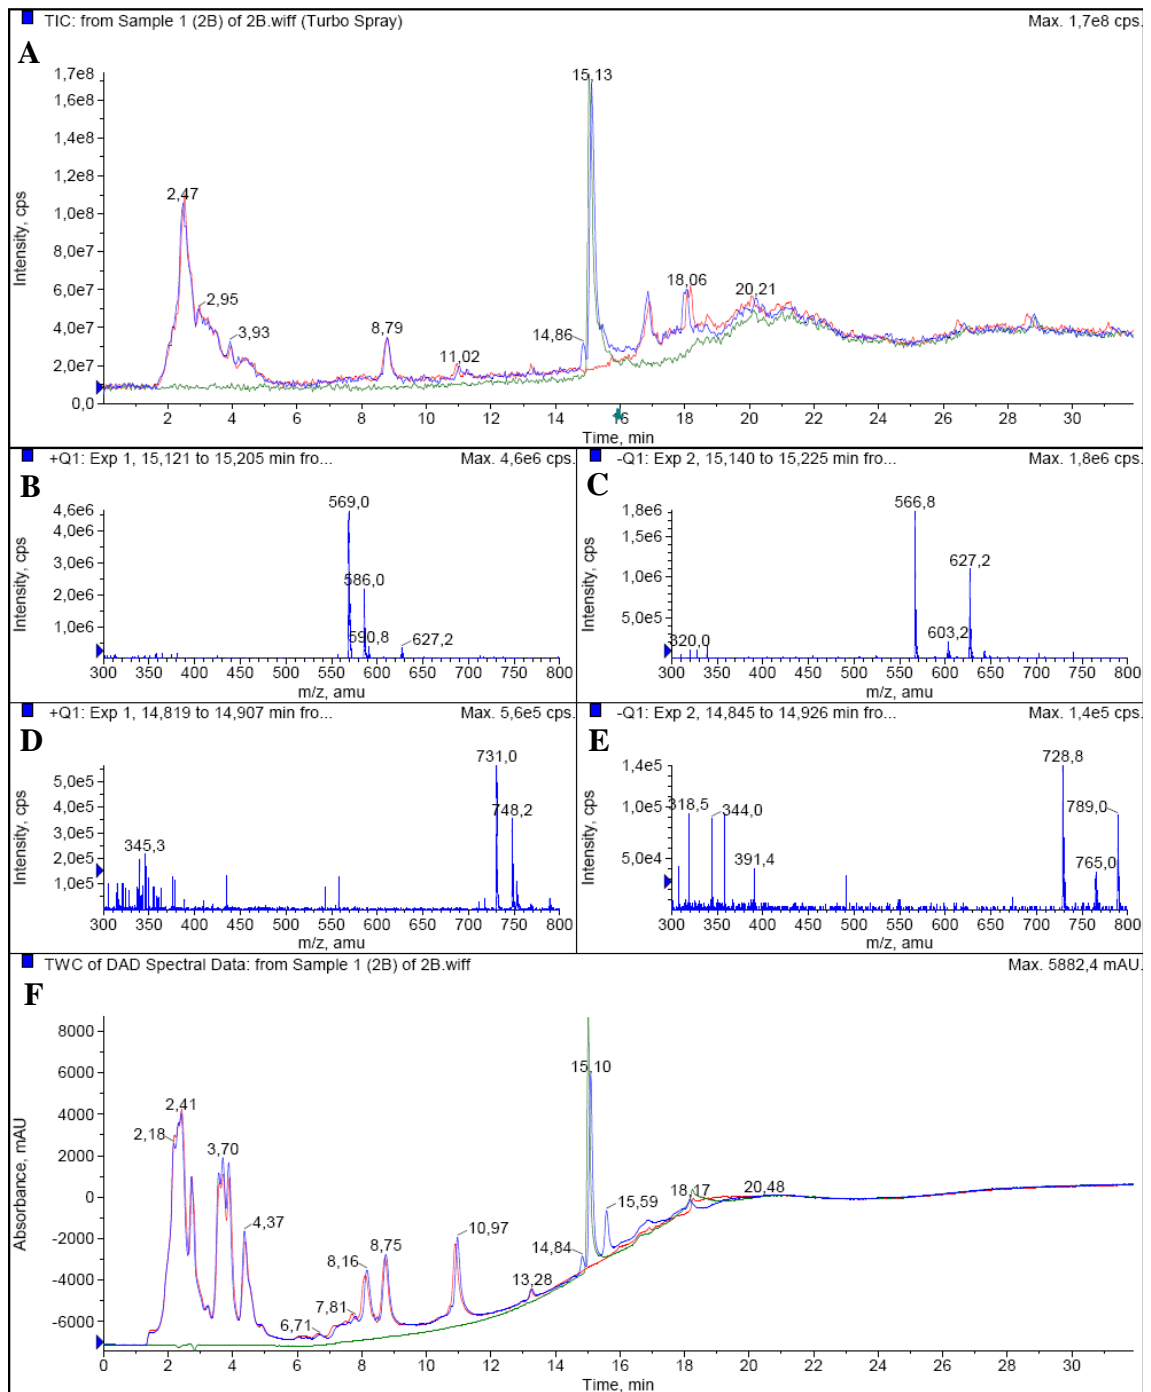 TIC: from Sample 1 (2B) of 2B.wiff (Turbo Spray) Max. 1,7e8 cps.
A
1,7e8
1,6e8
1,4e8
1,2e8
1,0e8
8,0e7
6,0e7
4,0e7
2,0e7
0,0
Intensity, cps
2,47
2,95
3,93
8,79
11,02
14,86
15,13
18,06
20,21
2 4 6 8 10 12 14 16 18 20 22 24 26 28 30
Time, min
+Q1: Exp 1, 15,121 to 15,205 min fro... Max. 4,6e6 cps.
B
4,6e6
4,0e6
3,0e6
2,0e6
1,0e6
Intensity, cps
569,0
586,0
590,8
627,2
300 350 400 450 500 550 600 650 700 750 800
m/z, amu
-Q1: Exp 2, 15,140 to 15,225 min fro... Max. 1,8e6 cps.
C
1,8e6
1,5e6
1,0e6
5,0e5
Intensity, cps
566,8
627,2
603,2
320,0
300 350 400 450 500 550 600 650 700 750 800
m/z, amu
+Q1: Exp 1, 14,819 to 14,907 min fro... Max. 5,6e5 cps.
D
5,0e5
4,0e5
3,0e5
2,0e5
1,0e5
Intensity, cps
731,0
748,2
345,3
300 350 400 450 500 550 600 650 700 750 800
m/z, amu
-Q1: Exp 2, 14,845 to 14,926 min fro... Max. 1,4e5 cps.
E
1,4e5
1,0e5
5,0e4
Intensity, cps
728,8
789,0
318,5
344,0
391,4
765,0
300 350 400 450 500 550 600 650 700 750 800
m/z, amu
TWC of DAD Spectral Data: from Sample 1 (2B) of 2B.wiff Max. 5882,4 mAU.
F
8000
6000
4000
2000
0
-2000
-4000
-6000
Absorbance, mAU
2,18
2,41
3,70
4,37
6,71
7,81
8,16
8,75
10,97
13,28
14,84
15,10
15,59
18,17
20,48
0 2 4 6 8 10 12 14 16 18 20 22 24 26 28 30
Time, min